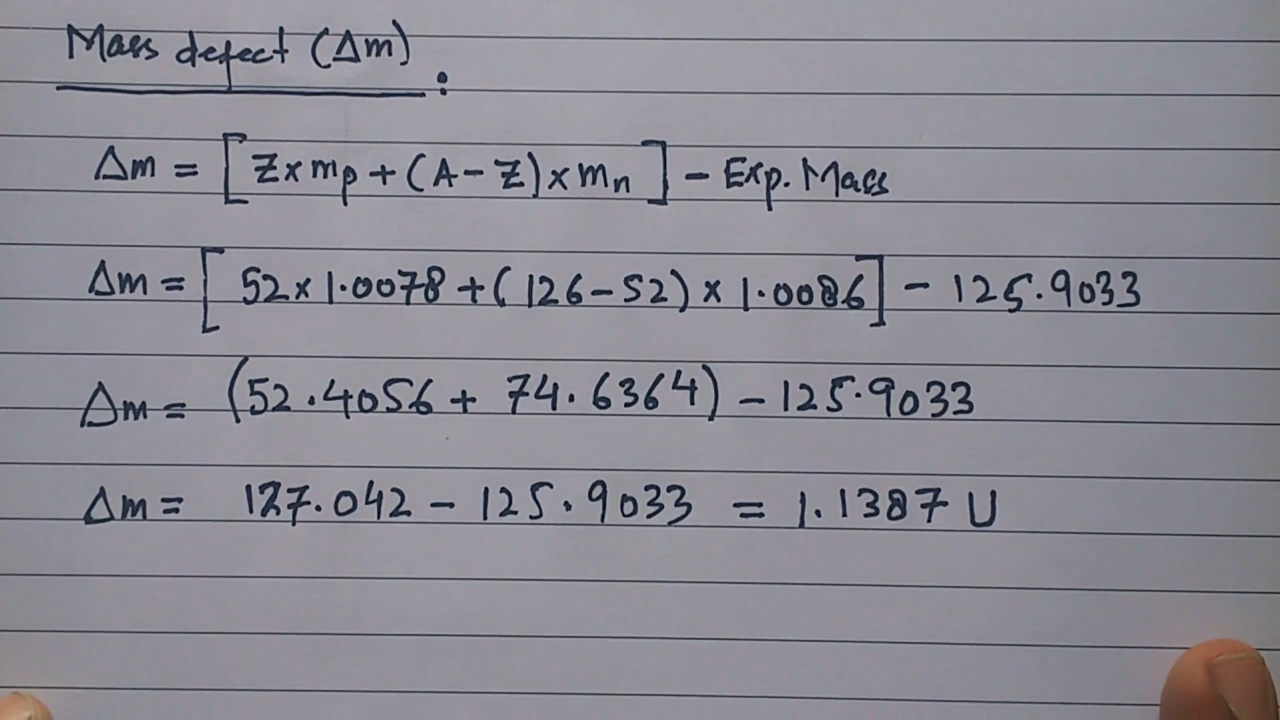 Mass defect (Δm) :
Δm = [Z×mp + (A-Z)×mn] - Exp. Mass
Δm = [52×1.0078+(126-52)×1.0086] - 125.9033
Δm = (52.4056 + 74.6364) - 125.9033
Δm = 127.042 - 125.9033 = 1.1387 U